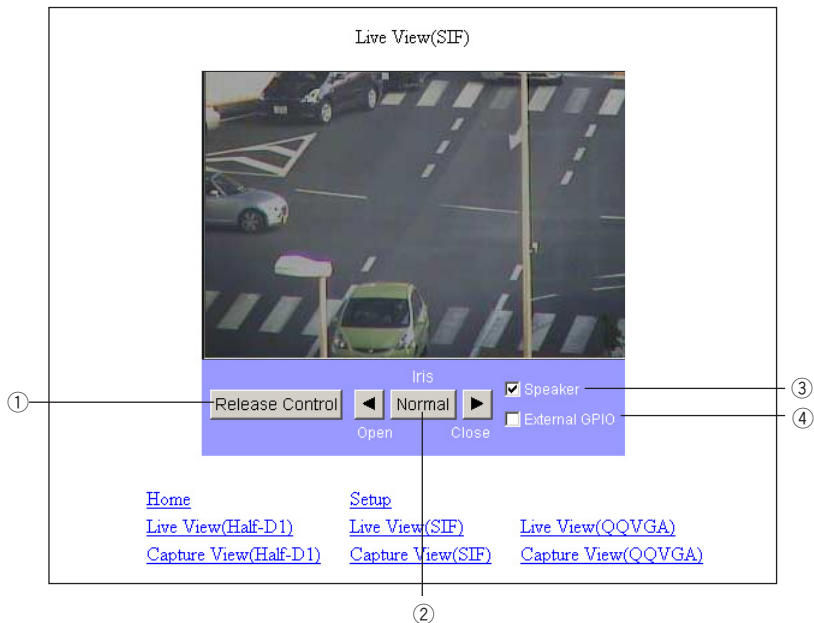 Live View(SIF)
Iris
① Release Control ◄ Normal ► Speaker ③
External GPIO ④
Open Close
Home Setup
Live View(Half-D1) Live View(SIF) Live View(QQVGA)
Capture View(Half-D1) Capture View(SIF) Capture View(QQVGA)
②